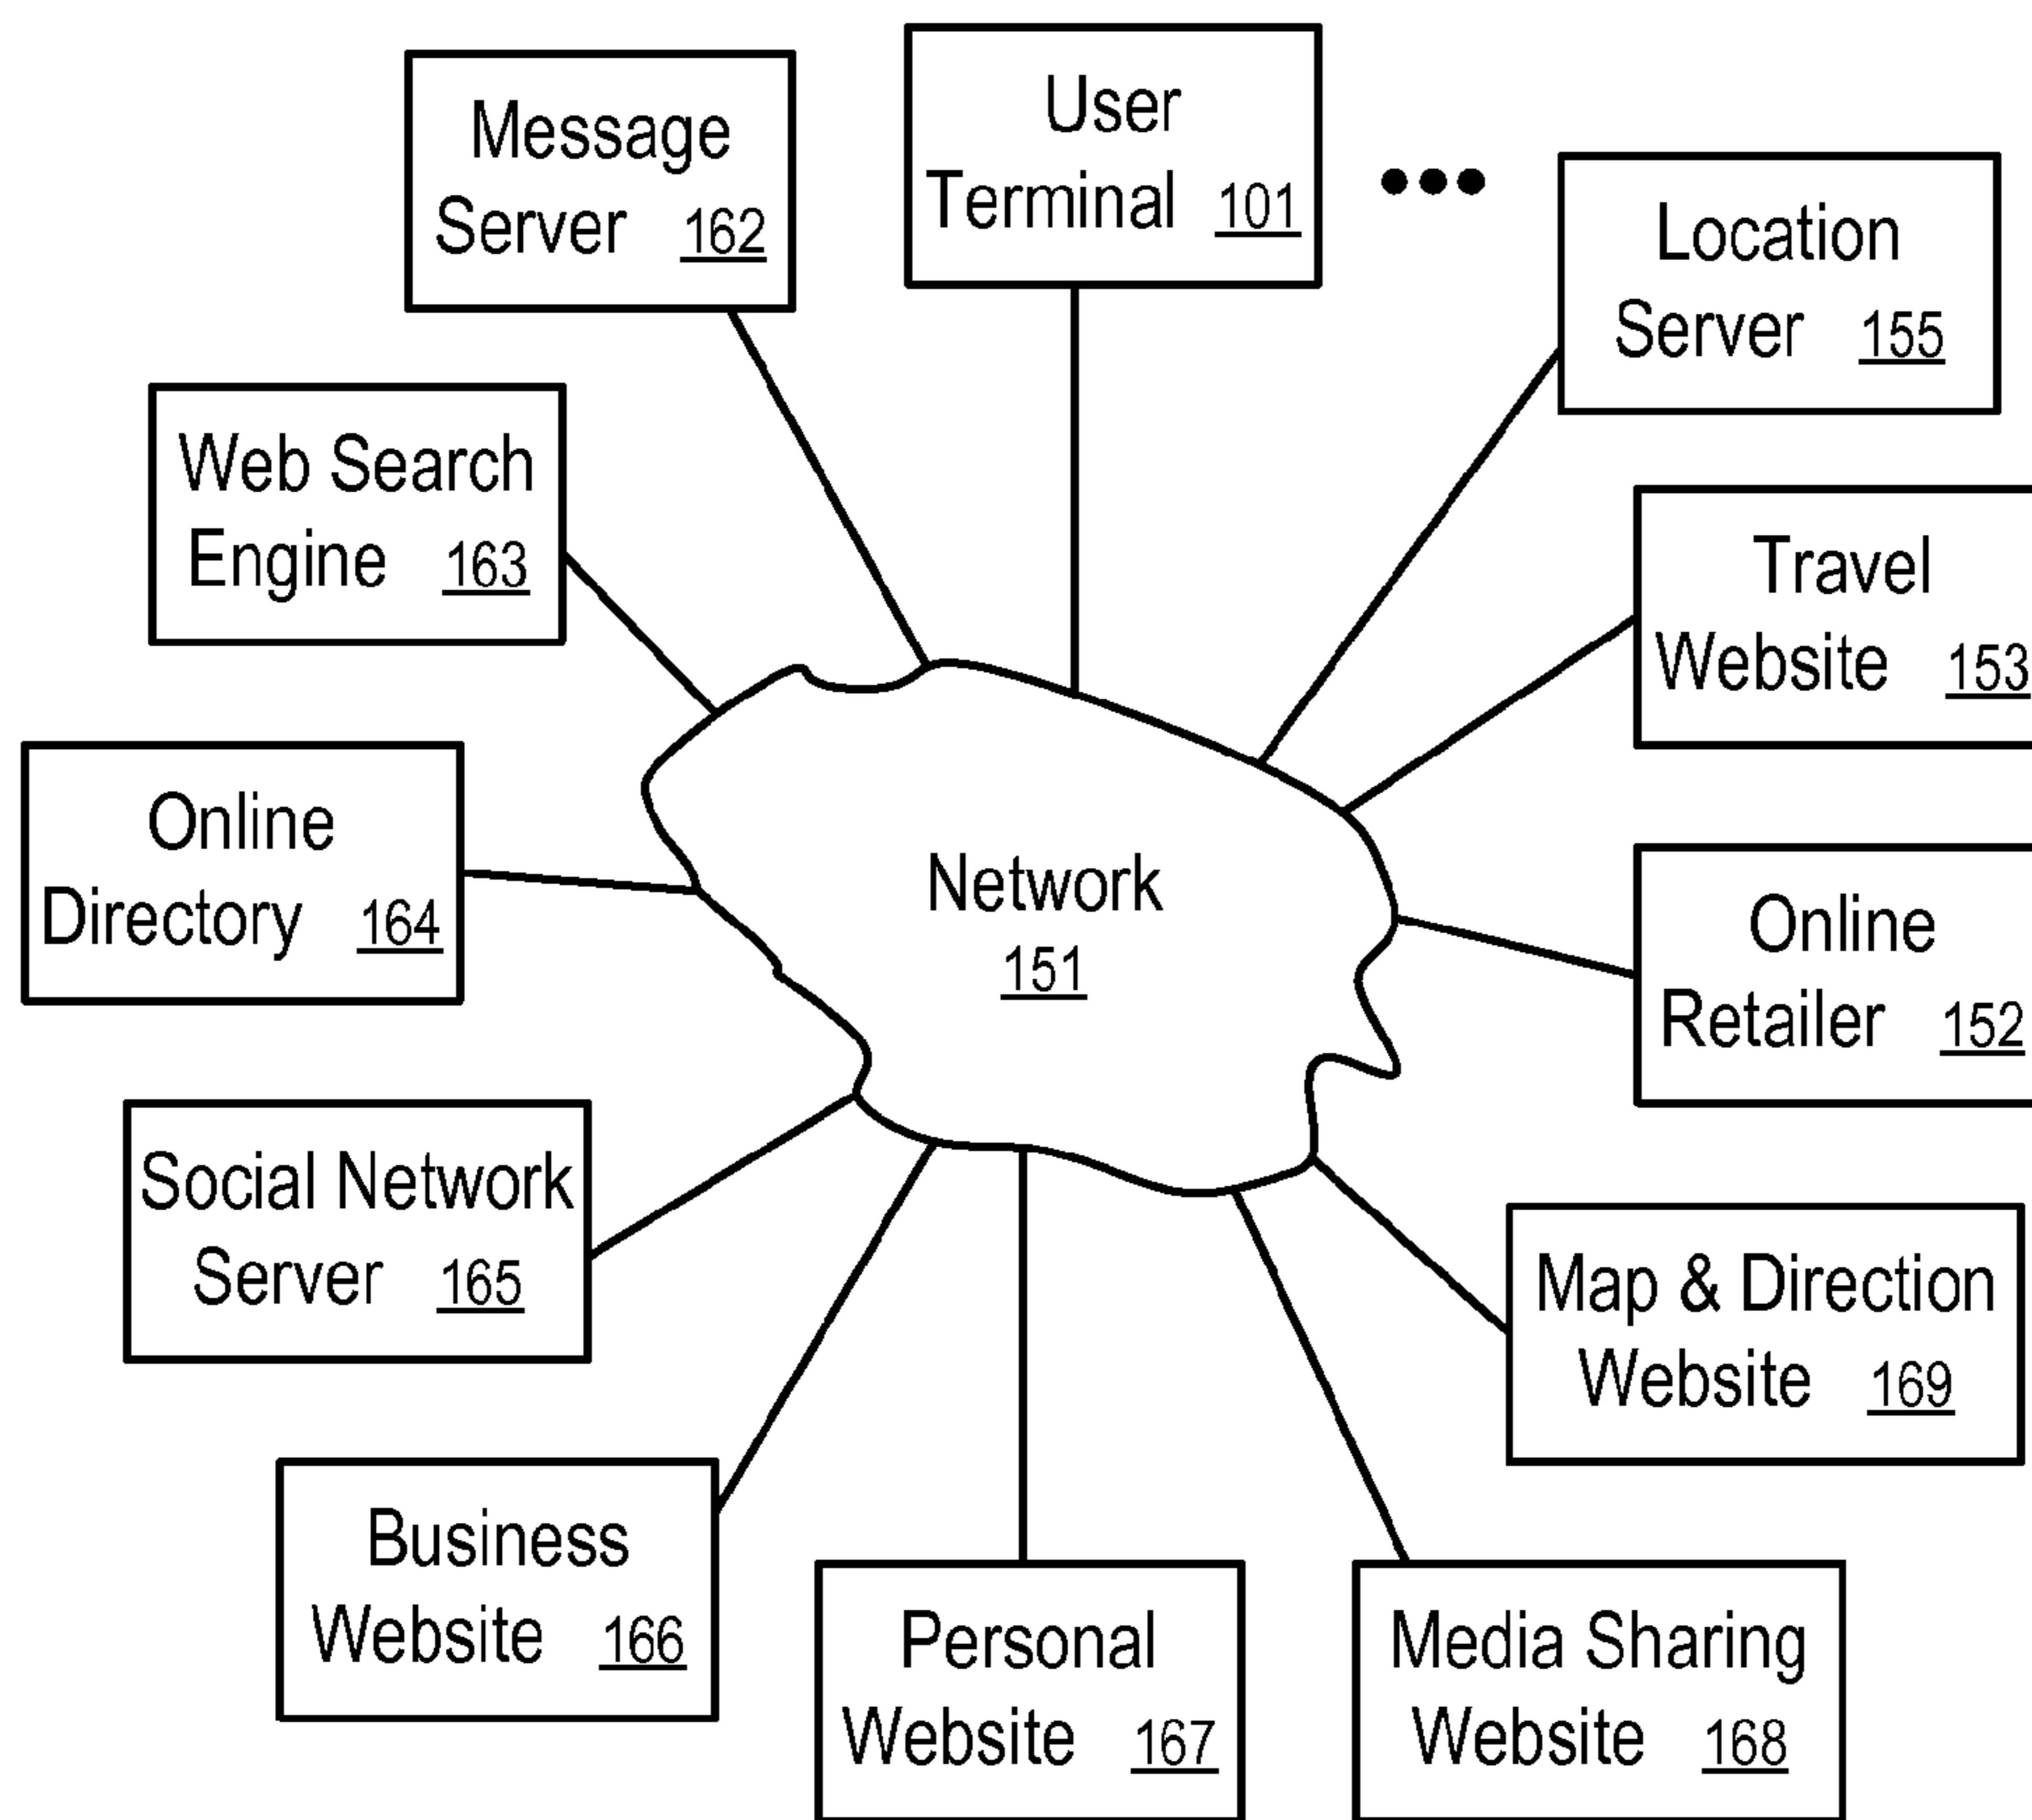 Message
Server 162
User
Terminal 101
Location
Server 155
Web Search
Engine 163
Travel
Website 153
Online
Directory 164
Network
151
Online
Retailer 152
Social Network
Server 165
Map & Direction
Website 169
Business
Website 166
Personal
Website 167
Media Sharing
Website 168